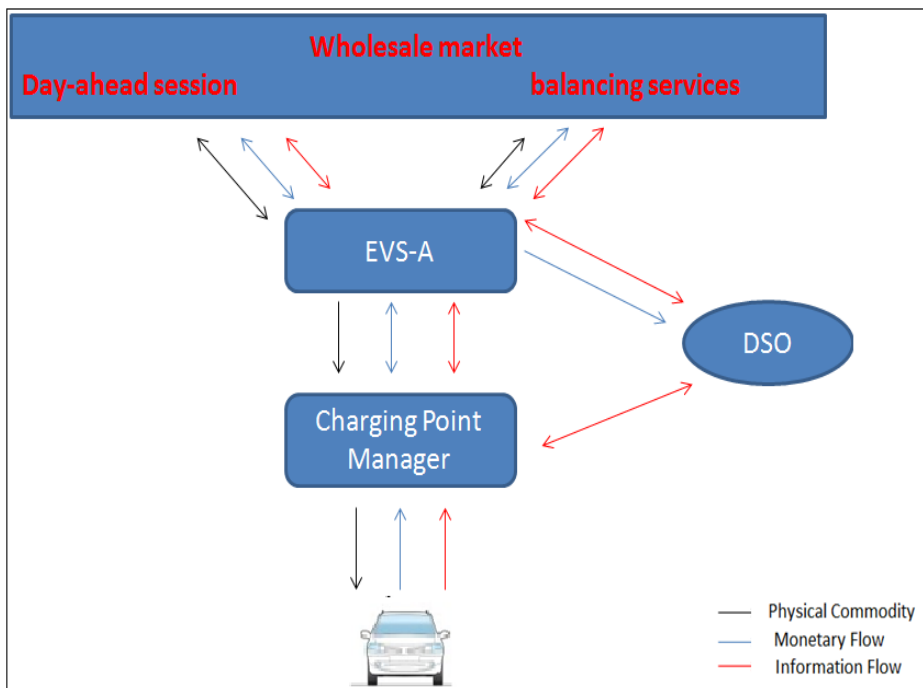 Wholesale market
Day-ahead session balancing services
EVS-A
DSO
Charging Point
Manager
Physical Commodity
Monetary Flow
Information Flow